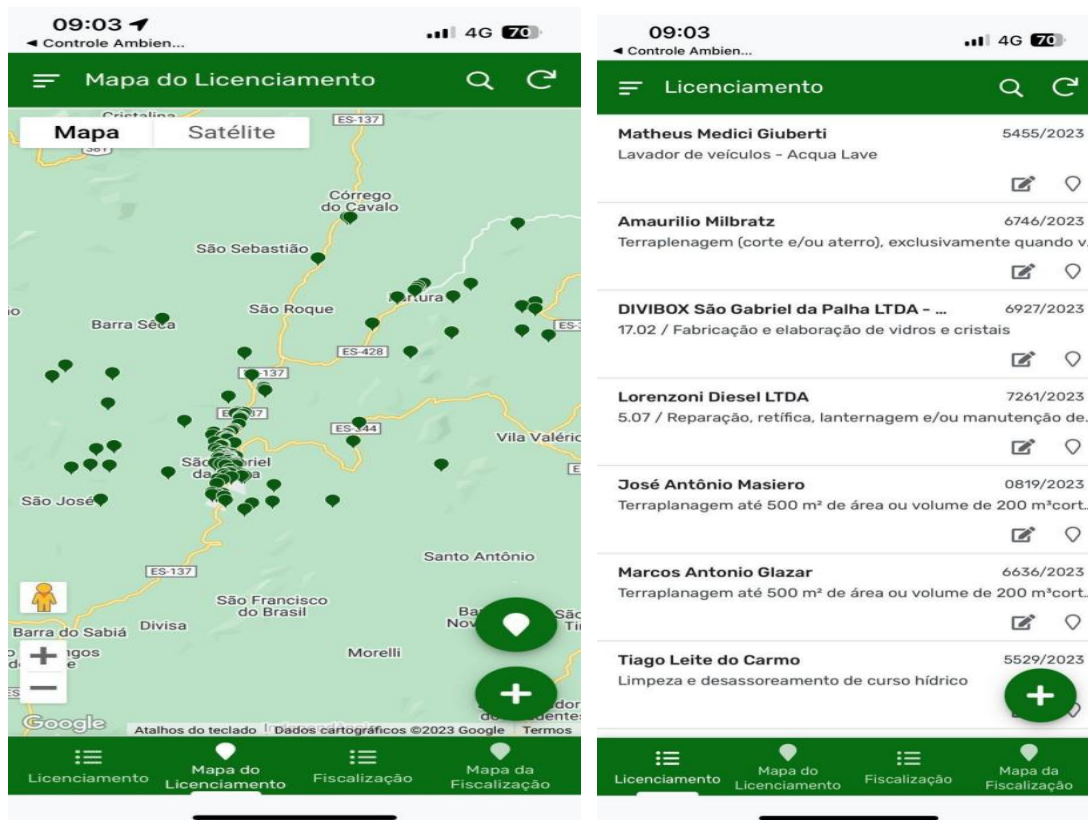 09:03
4G 70
◄ Controle Ambien...
Mapa do Licenciamento
Cristalina
Mapa Satélite
ES-137
381
Córrego
do Cavalo
São Sebastião
São Roque
Barra Sêca
ES-428
137
Vila Valéric
São José
Santo Antônio
ES-137
São Francisco
do Brasil
Barra do Sabiá
Divisa
Morelli
Google
Atalhos do teclado
Dados cartográficos ©2023 Google
Termos
Licenciamento
Mapa do
Licenciamento
Fiscalização
Mapa da
Fiscalização
09:03
4G 70
◄ Controle Ambien...
Licenciamento
Matheus Medici Giuberti 5455/2023
Lavador de veículos - Acqua Lave
Amaurilio Milbratz 6746/2023
Terraplenagem (corte e/ou aterro), exclusivamente quando v.
DIVIBOX São Gabriel da Palha LTDA - ... 6927/2023
17.02 / Fabricação e elaboração de vidros e cristais
Lorenzoni Diesel LTDA 7261/2023
5.07 / Reparação, retífica, lanternagem e/ou manutenção de.
José Antônio Masiero 0819/2023
Terraplanagem até 500 m² de área ou volume de 200 m³cort..
Marcos Antonio Glazar 6636/2023
Terraplanagem até 500 m² de área ou volume de 200 m³cort..
Tiago Leite do Carmo 5529/2023
Limpeza e desassoreamento de curso hídrico
Licenciamento
Mapa do
Licenciamento
Fiscalização
Mapa da
Fiscalização